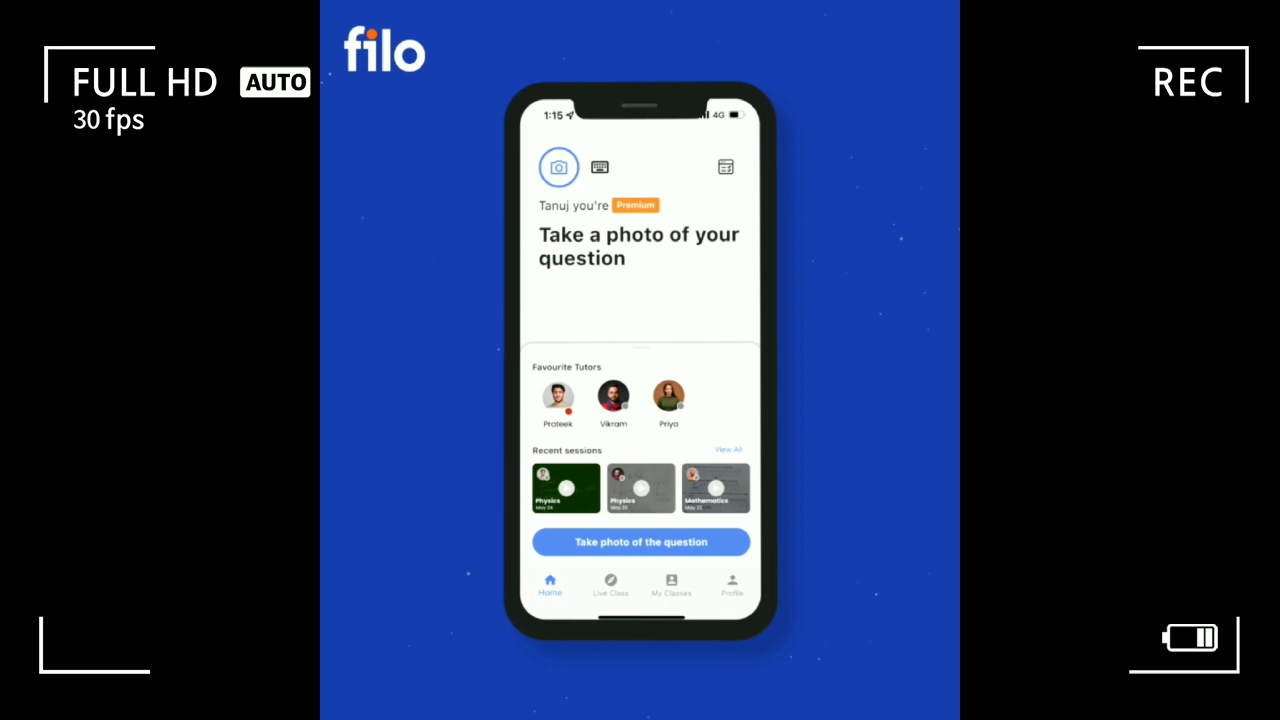 FULL HD AUTO
30 fps
REC
filo
1:15
4G
Tanuj you're Premium
Take a photo of your
question
Favourite Tutors
Prateek Vikram Priya
Recent sessions View All
Physics Physics Mathematics
May 24
Take photo of the question
Home Live Class My Classes Profile